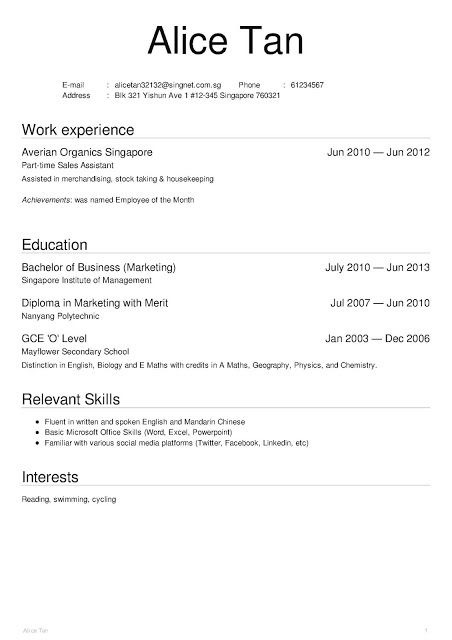 Alice Tan
E-mail : alicetan32132@singnet.com.sg Phone : 61234567
Address : Blk 321 Yishun Ave 1 #12-345 Singapore 760321
Work experience
Averian Organics Singapore Jun 2010 — Jun 2012
Part-time Sales Assistant
Assisted in merchandising, stock taking & housekeeping
Achievements: was named Employee of the Month
Education
Bachelor of Business (Marketing) July 2010 — Jun 2013
Singapore Institute of Management
Diploma in Marketing with Merit Jul 2007 — Jun 2010
Nanyang Polytechnic
GCE 'O' Level Jan 2003 — Dec 2006
Mayflower Secondary School
Distinction in English, Biology and E Maths with credits in A Maths, Geography, Physics, and Chemistry.
Relevant Skills
• Fluent in written and spoken English and Mandarin Chinese
• Basic Microsoft Office Skills (Word, Excel, Powerpoint)
• Familiar with various social media platforms (Twitter, Facebook, Linkedin, etc)
Interests
Reading, swimming, cycling
Alice Tan 1